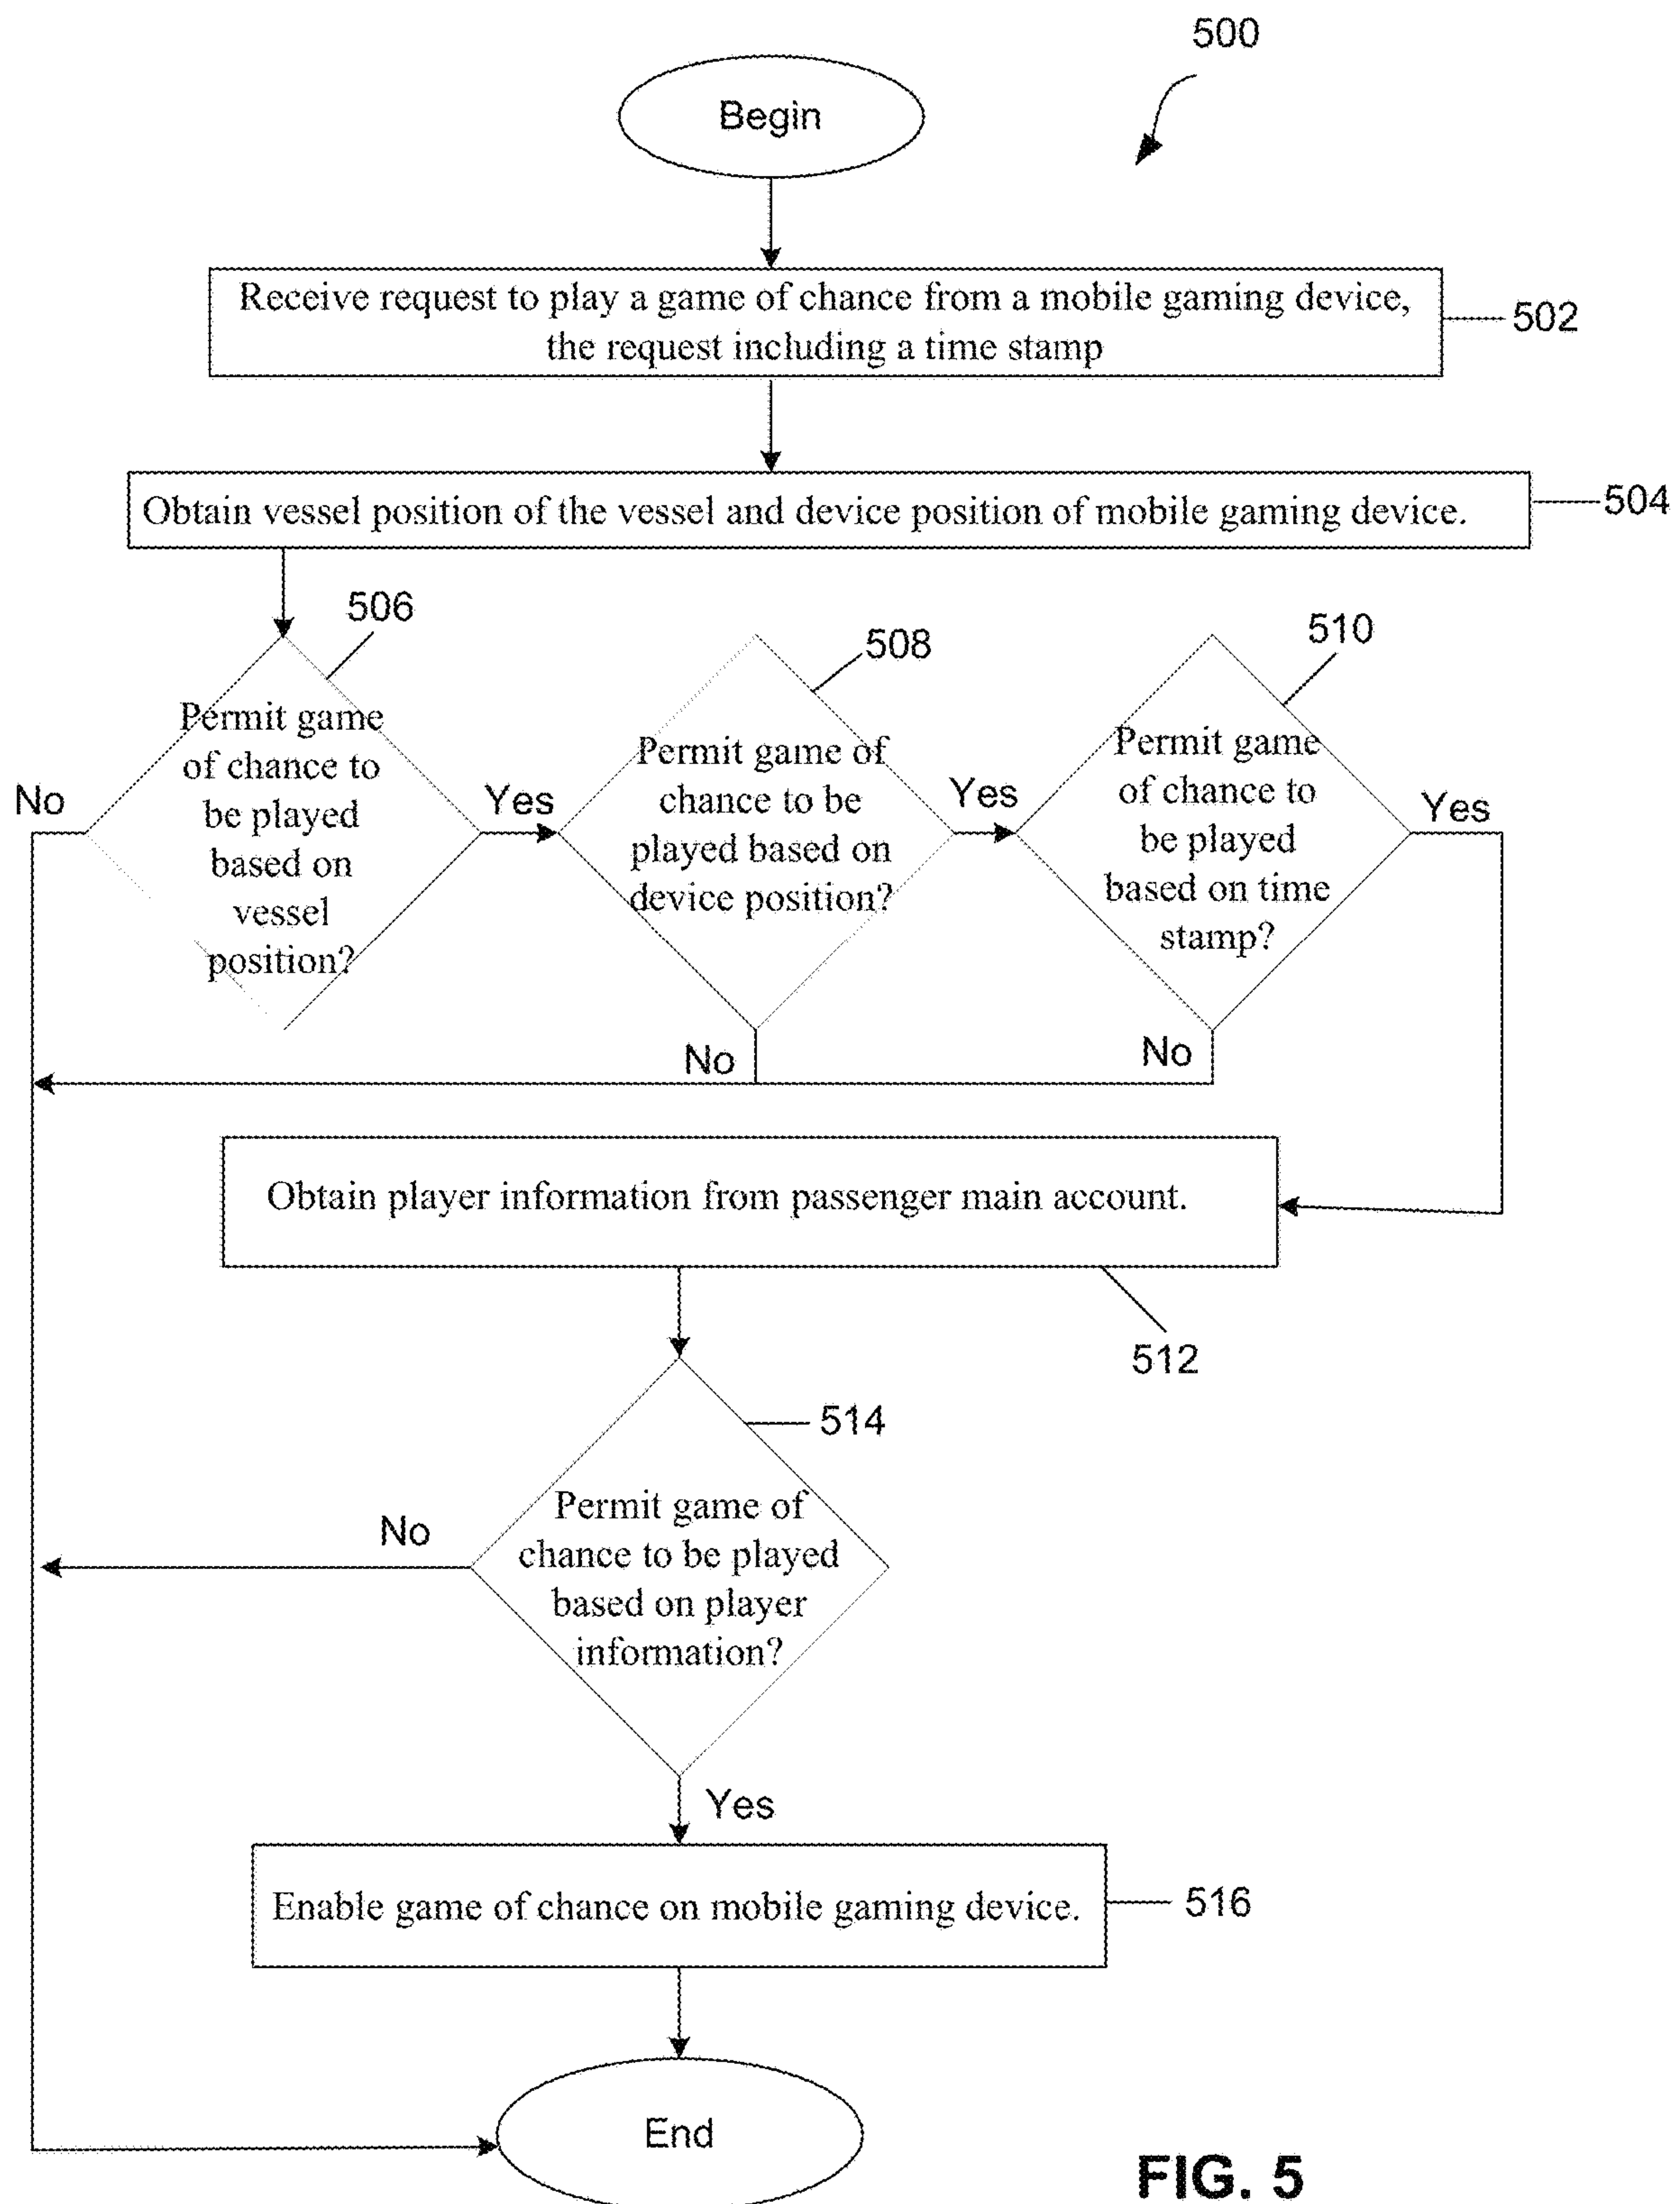 500
Begin
Receive request to play a game of chance from a mobile gaming device,
the request including a time stamp
502
Obtain vessel position of the vessel and device position of mobile gaming device.
504
506
Permit game
of chance to
be played
based on
vessel
position?
No
Yes
508
Permit game of
chance to be
played based on
device position?
No
Yes
510
Permit game
of chance to
be played
based on time
stamp?
No
Yes
Obtain player information from passenger main account.
512
514
Permit game of
chance to be played
based on player
information?
No
Yes
Enable game of chance on mobile gaming device.
516
End
FIG. 5